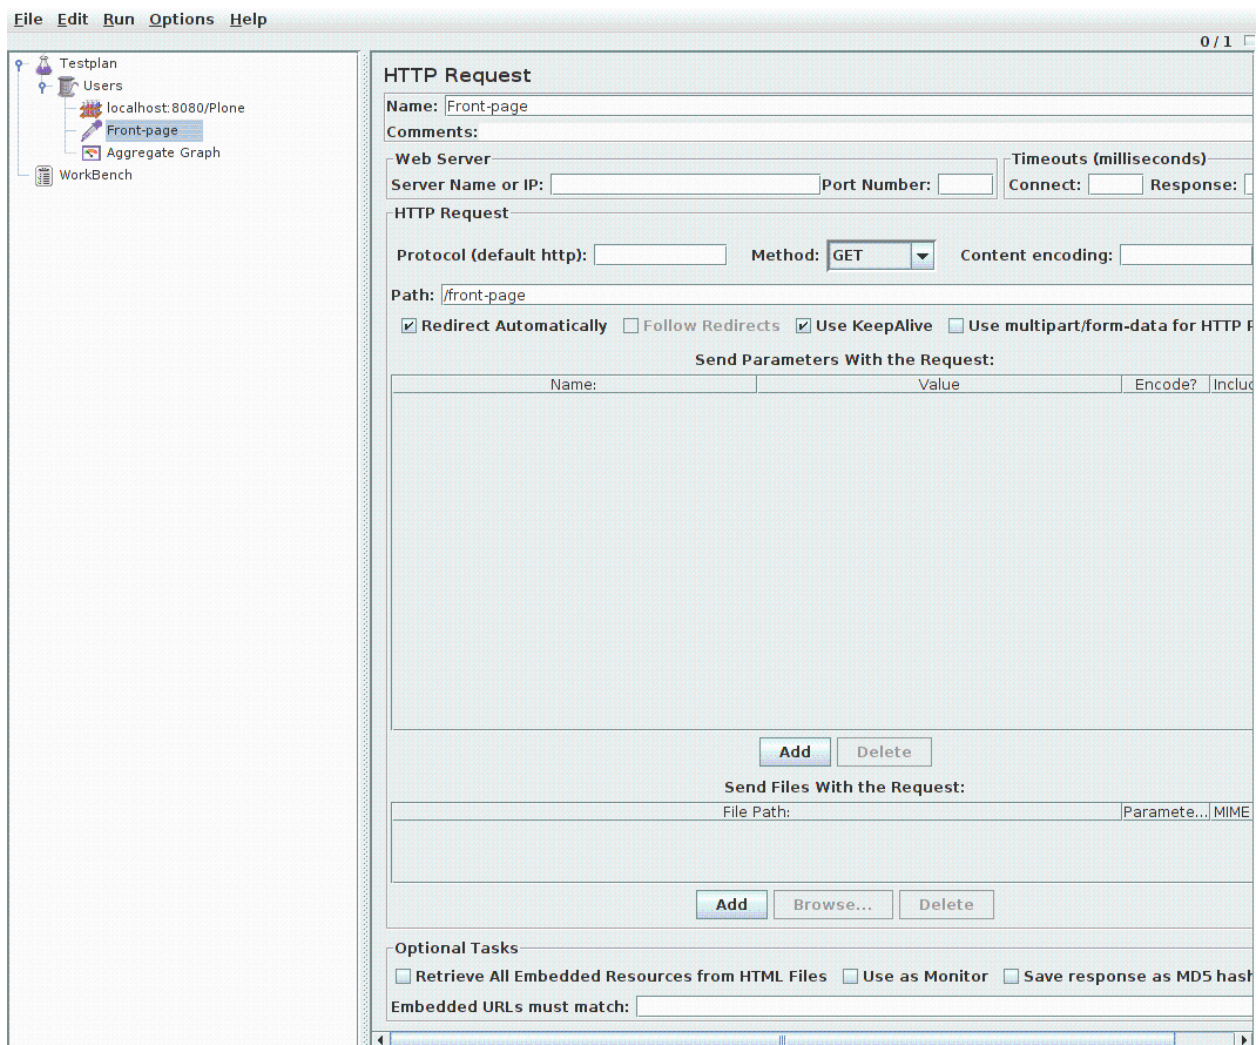 File Edit Run Options Help
0 / 1
Testplan
Users
localhost:8080/Plone
Front-page
Aggregate Graph
WorkBench
HTTP Request
Name: Front-page
Comments:
Web Server
Timeouts (milliseconds)
Server Name or IP: Port Number: Connect: Response:
HTTP Request
Protocol (default http): Method: GET Content encoding:
Path: /front-page
Redirect Automatically Follow Redirects Use KeepAlive Use multipart/form-data for HTTP P
Send Parameters With the Request:
Name: Value Encode? Includ
Add Delete
Send Files With the Request:
File Path: Paramete... MIME
Add Browse... Delete
Optional Tasks
Retrieve All Embedded Resources from HTML Files Use as Monitor Save response as MD5 hash
Embedded URLs must match: